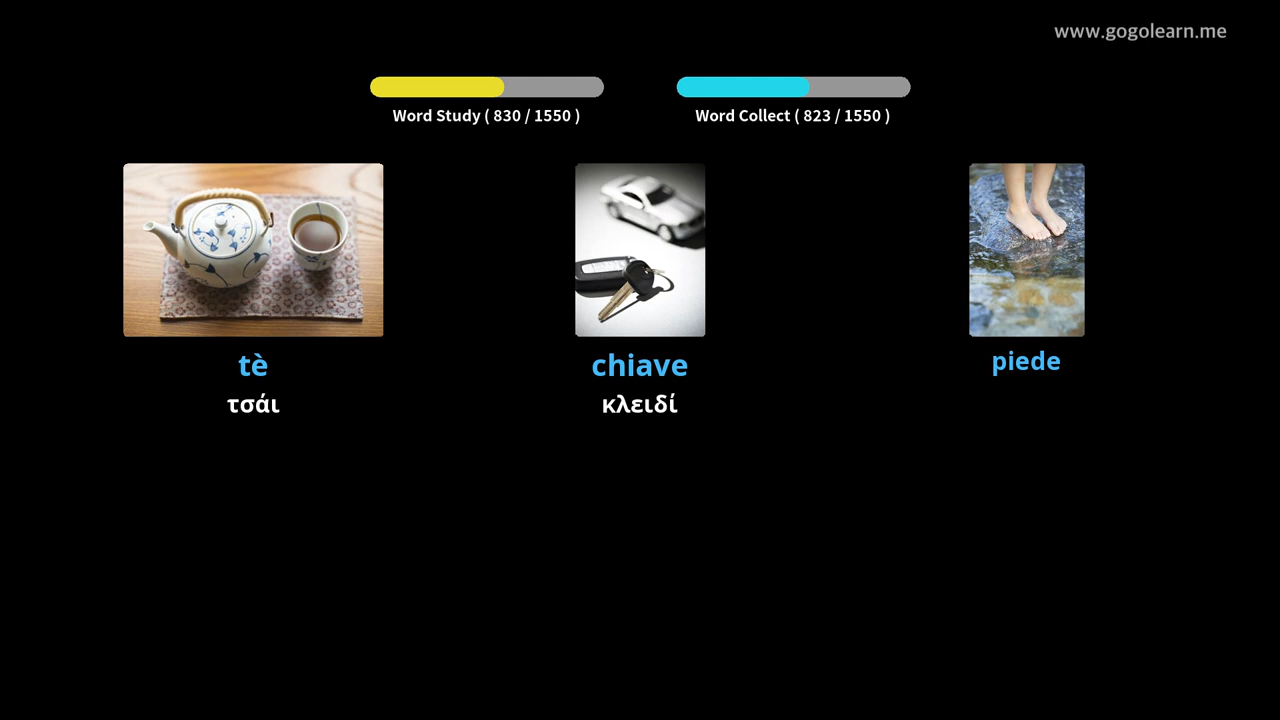 www.gogolearn.me
Word Study ( 830 / 1550 )
Word Collect ( 823 / 1550 )
tè
chiave
piede
τσάι
κλειδί